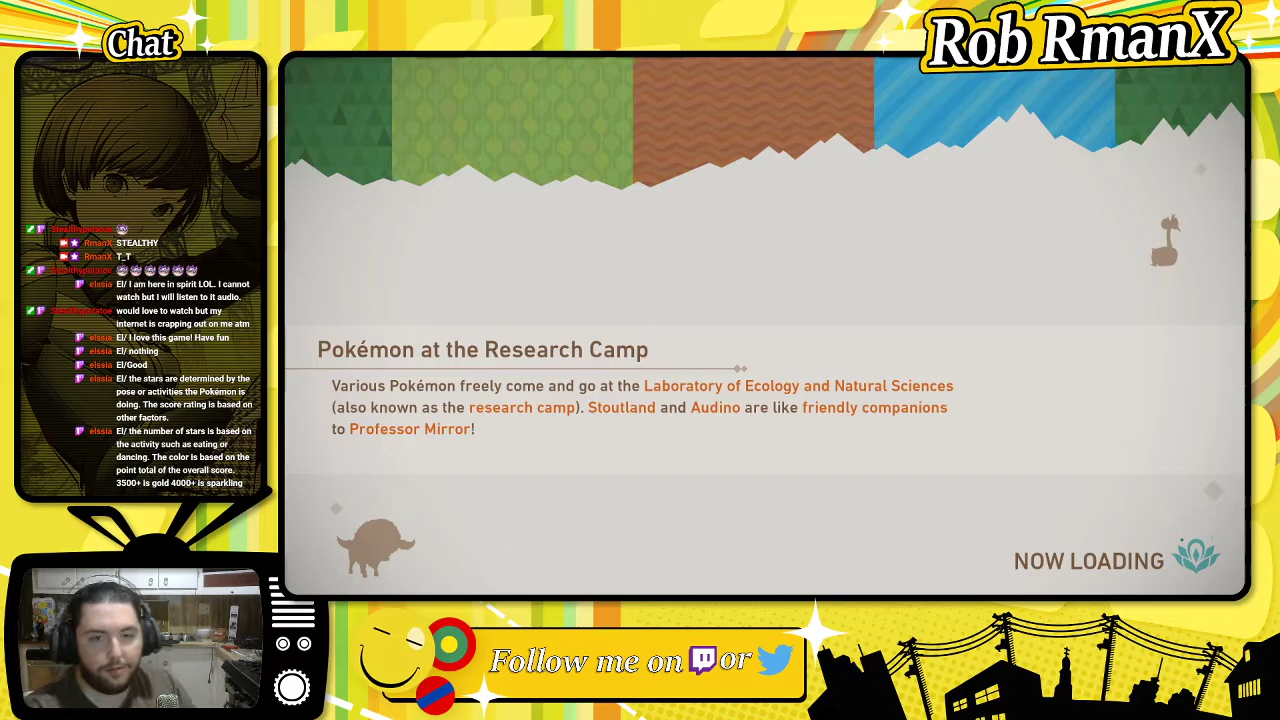 Chat
Rob RmanX
Stealthypotatoe
RmanX STEALTHY
RmanX T_T
Stealthypotatoe
elssia El/ I am here in spirit LOL. I cannot
watch but I will listen to it audio.
Stealthypotatoe would love to watch but my
internet is crapping out on me atm
elssia El/ I love this game! Have fun
elssia El/ nothing
elssia El/Good
elssia El/ the stars are determined by the
pose or activities the Pokémon is
doing. The score rating is based on
other factors.
elssia El/ the number of stars is based on
the activity such as eating or
dancing. The color is based on the
point total of the overall score.
3500+ is gold 4000+ is sparkling
Pokémon at the Research Camp
Various Pokémon freely come and go at the Laboratory of Ecology and Natural Sciences
(also known as the research camp). Stoutland and Audino are like friendly companions
to Professor Mirror!
NOW LOADING
Follow me on or